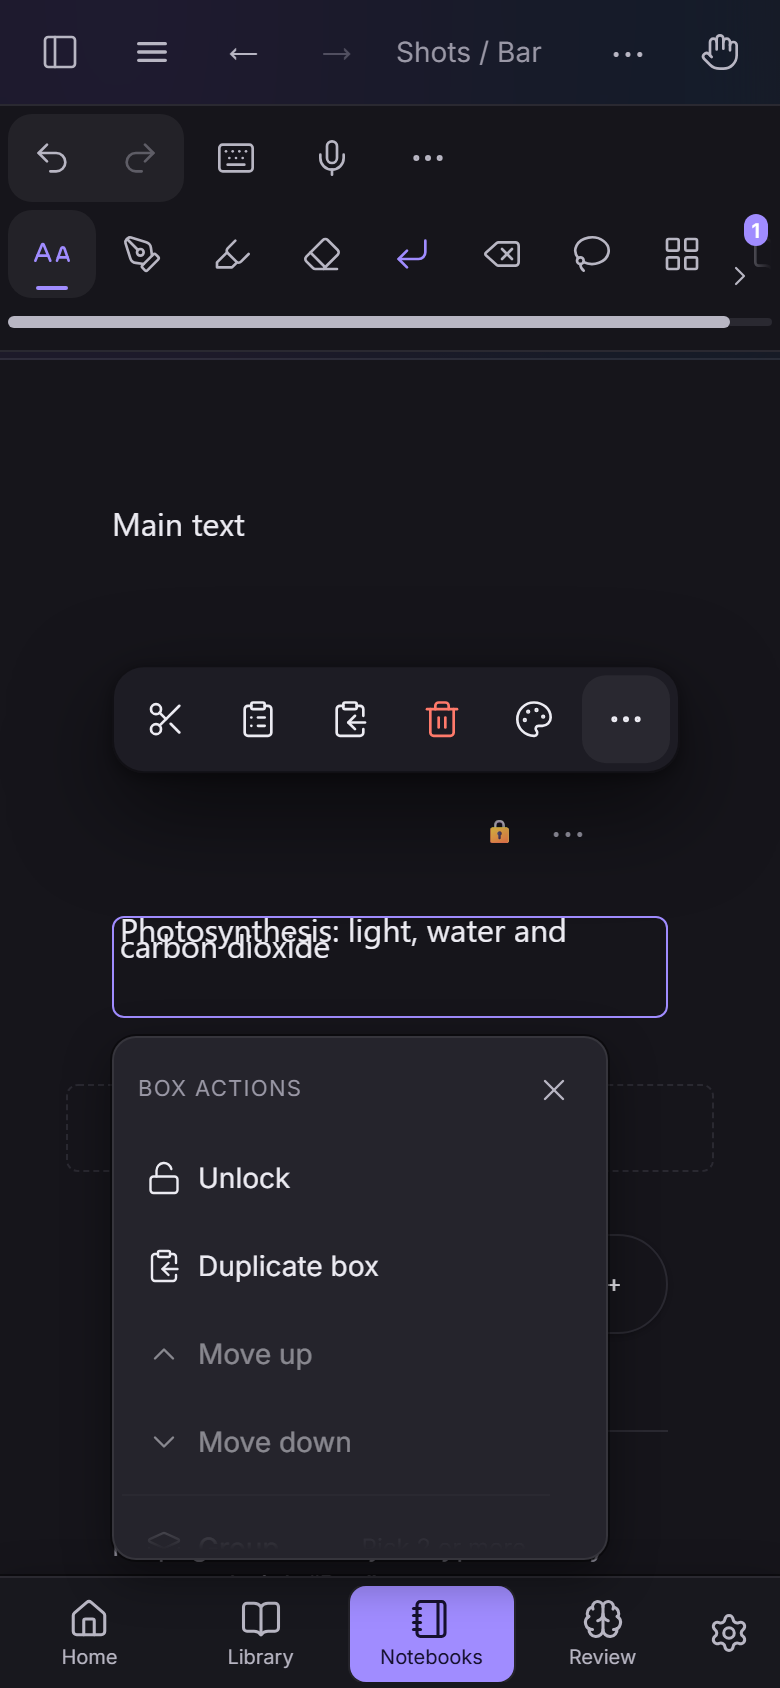 Shots / Bar
1
Main text
Photosynthesis: light, water and
carbon dioxide
BOX ACTIONS
Unlock
Duplicate box
Move up
Move down
Group
Home
Library
Notebooks
Review